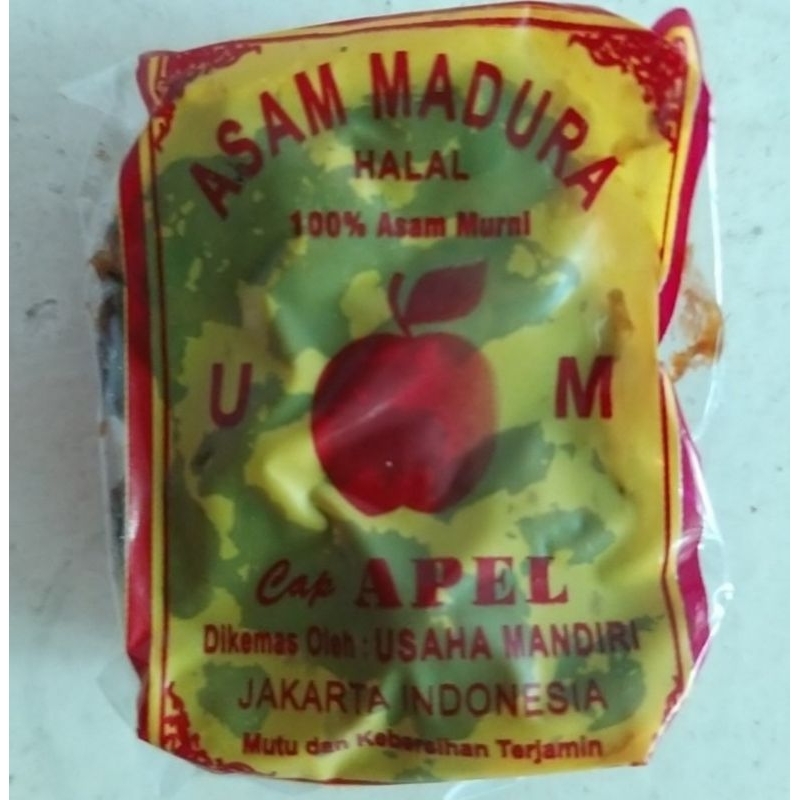 ASAM MADURA
HALAL
100% Asam Murni
U M
Cap APEL
Dikemas Oleh : USAHA MANDIRI
JAKARTA INDONESIA
Mutu dan Kebersihan Terjamin